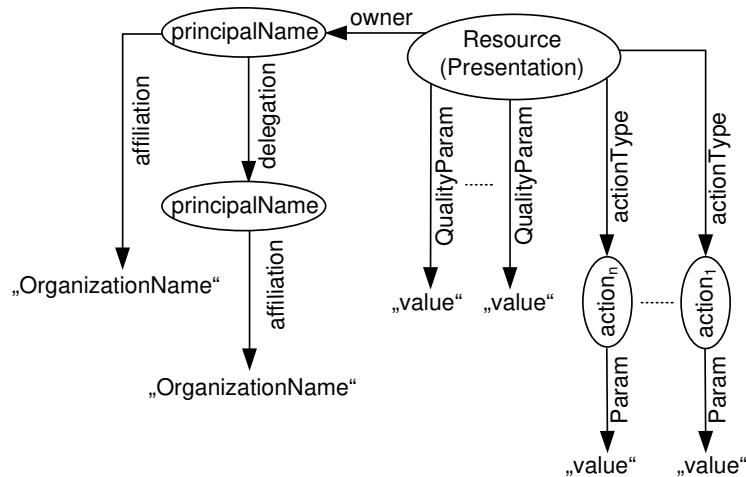 owner
principalName
Resource
(Presentation)
affiliation
delegation
QualityParam
QualityParam
actionType
actionType
principalName
„OrganizationName“
affiliation
„value“
„value“
actionₙ
action₁
„OrganizationName“
Param
Param
„value“
„value“